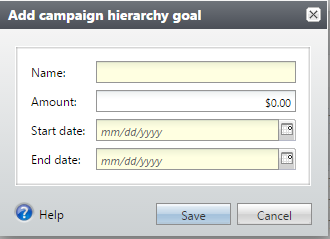 Add campaign hierarchy goal
Name:
Amount: $0.00
Start date: mm/dd/yyyy
End date: mm/dd/yyyy
? Help Save Cancel